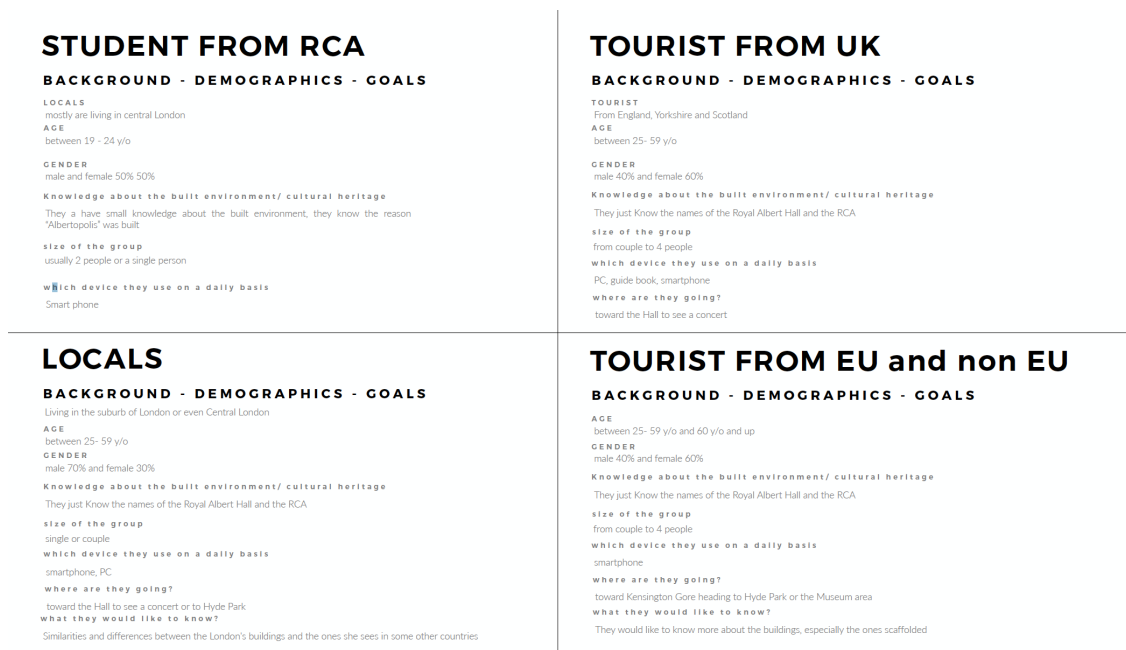 STUDENT FROM RCA
BACKGROUND - DEMOGRAPHICS - GOALS
LOCALS
mostly are living in central London
AGE
between 19 - 24 y/o
GENDER
male and female 50% 50%
Knowledge about the built environment/ cultural heritage
They a have small knowledge about the built environment, they know the reason
"Albertopolis" was built
size of the group
usually 2 people or a single person
which device they use on a daily basis
Smart phone
TOURIST FROM UK
BACKGROUND - DEMOGRAPHICS - GOALS
TOURIST
From England, Yorkshire and Scotland
AGE
between 25- 59 y/o
GENDER
male 40% and female 60%
Knowledge about the built environment/ cultural heritage
They just Know the names of the Royal Albert Hall and the RCA
size of the group
from couple to 4 people
which device they use on a daily basis
PC, guide book, smartphone
where are they going?
toward the Hall to see a concert
LOCALS
BACKGROUND - DEMOGRAPHICS - GOALS
Living in the suburb of London or even Central London
AGE
between 25- 59 y/o
GENDER
male 70% and female 30%
Knowledge about the built environment/ cultural heritage
They just Know the names of the Royal Albert Hall and the RCA
size of the group
single or couple
which device they use on a daily basis
smartphone, PC
where are they going?
toward the Hall to see a concert or to Hyde Park
what they would like to know?
Similarities and differences between the London's buildings and the ones she sees in some other countries
TOURIST FROM EU and non EU
BACKGROUND - DEMOGRAPHICS - GOALS
AGE
between 25- 59 y/o and 60 y/o and up
GENDER
male 40% and female 60%
Knowledge about the built environment/ cultural heritage
They just Know the names of the Royal Albert Hall and the RCA
size of the group
from couple to 4 people
which device they use on a daily basis
smartphone
where are they going?
toward Kensington Gore heading to Hyde Park or the Museum area
what they would like to know?
They would like to know more about the buildings, especially the ones scaffolded